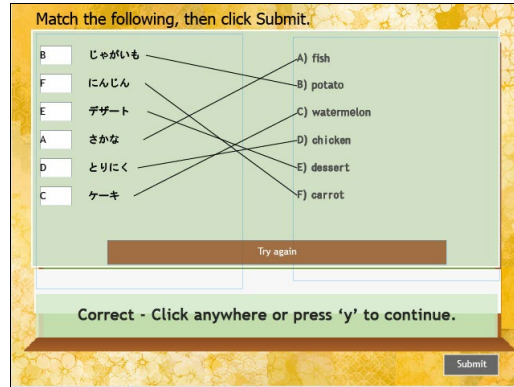 Match the following, then click Submit.
B じゃがいも A) fish
F にんじん B) potato
E デザート C) watermelon
A さかな D) chicken
D とりにく E) dessert
C ケーキ F) carrot
Try again
Correct - Click anywhere or press ‘y’ to continue.
Submit